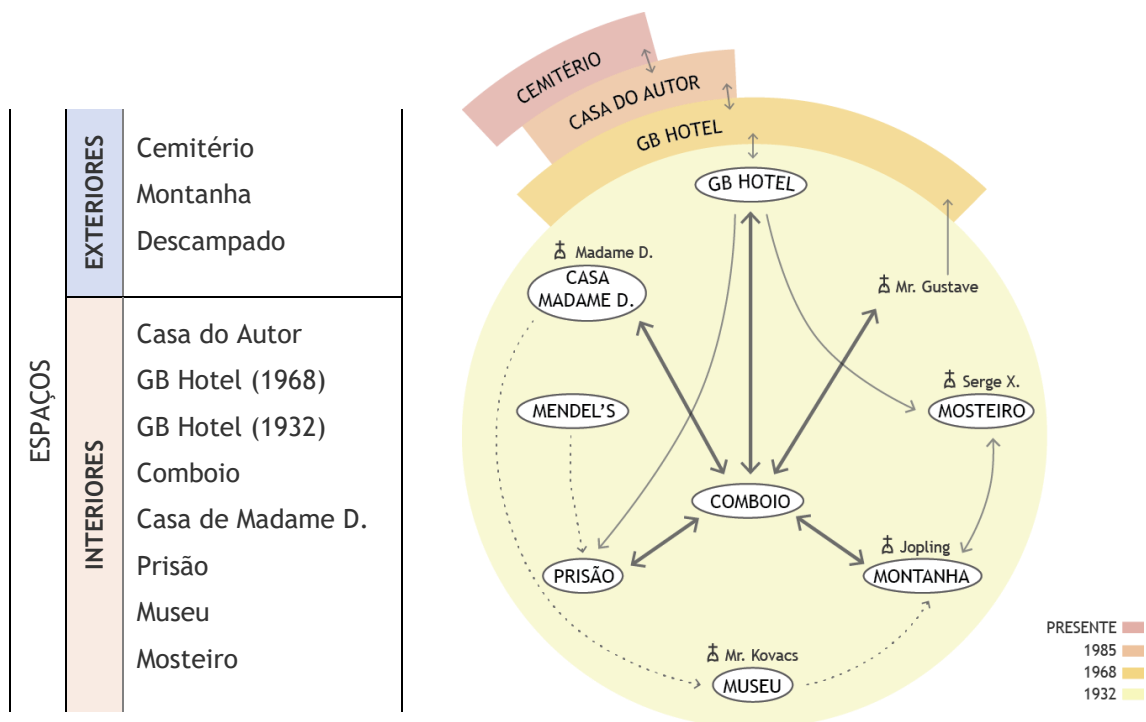 ESPAÇOS
EXTERIORES
Cemitério
Montanha
Descampado
INTERIORES
Casa do Autor
GB Hotel (1968)
GB Hotel (1932)
Comboio
Casa de Madame D.
Prisão
Museu
Mosteiro
CEMITÉRIO
CASA DO AUTOR
GB HOTEL
GB HOTEL
Madame D.
CASA
MADAME D.
Mr. Gustave
Serge X.
MOSTEIRO
MENDEL'S
COMBOIO
Jopling
MONTANHA
PRISÃO
Mr. Kovacs
MUSEU
PRESENTE
1985
1968
1932